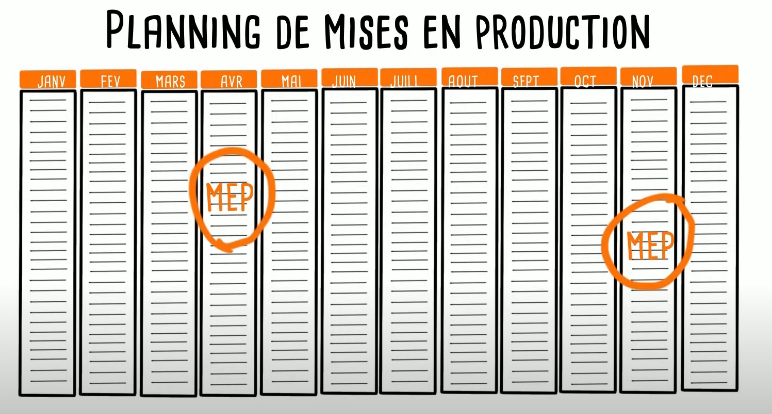 PLANNING DE MISES EN PRODUCTION
JANV FEV MARS AVR MAI JUIN JUILL AOUT SEPT OCT NOV DEC
MEP
MEP